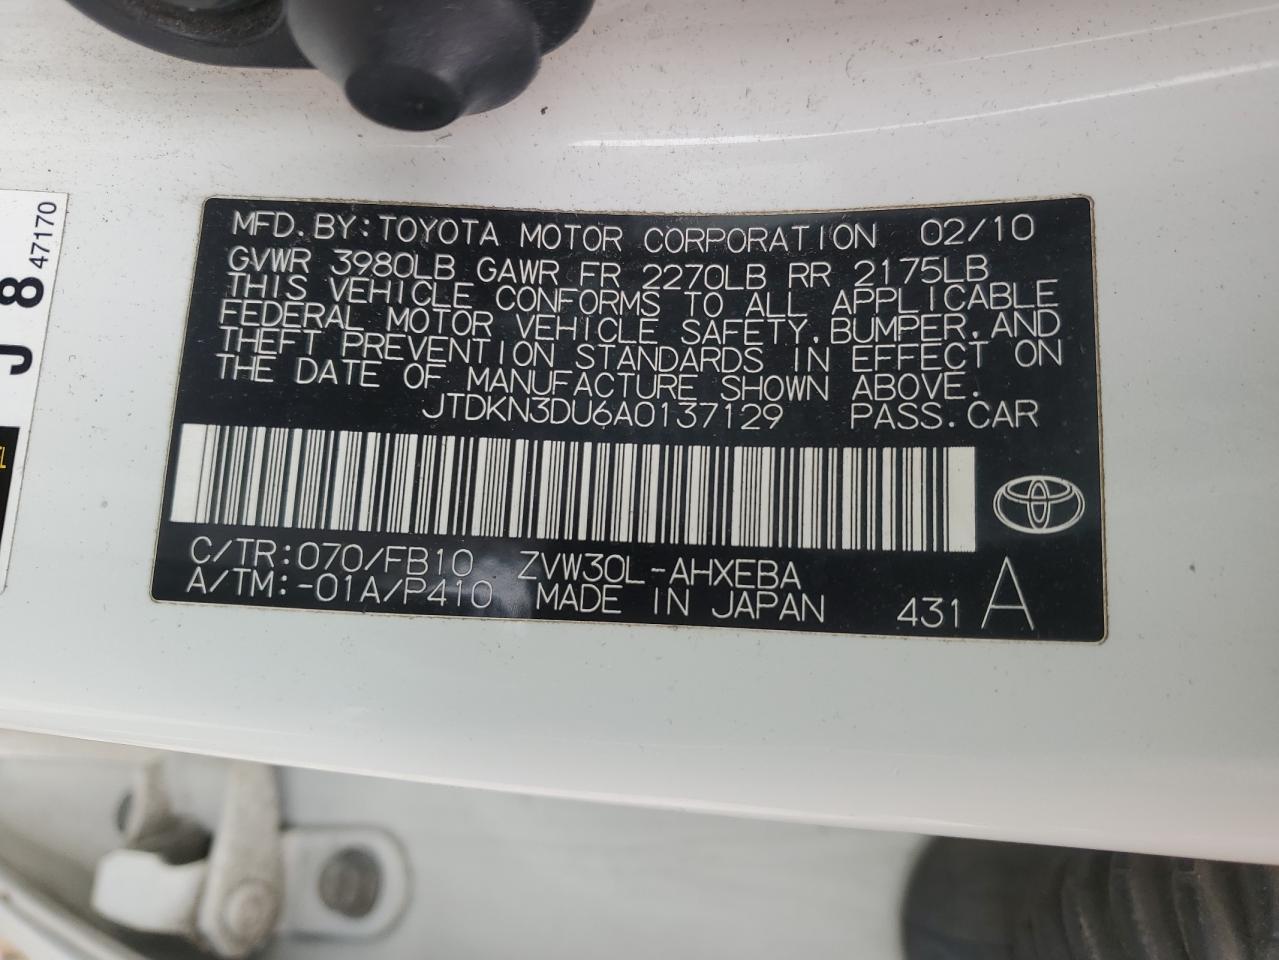 MFD. BY: TOYOTA MOTOR CORPORATION 02/10
GVWR 3980LB GAWR FR 2270LB RR 2175LB
THIS VEHICLE CONFORMS TO ALL APPLICABLE
FEDERAL MOTOR VEHICLE SAFETY, BUMPER, AND
THEFT PREVENTION STANDARDS IN EFFECT ON
THE DATE OF MANUFACTURE SHOWN ABOVE.
JTDKN3DU6A0137129 PASS. CAR
C/TR: 070/FB10 ZVW30L-AHXEBA
A/TM: -01A/P410 MADE IN JAPAN 431 A
J 8
47170